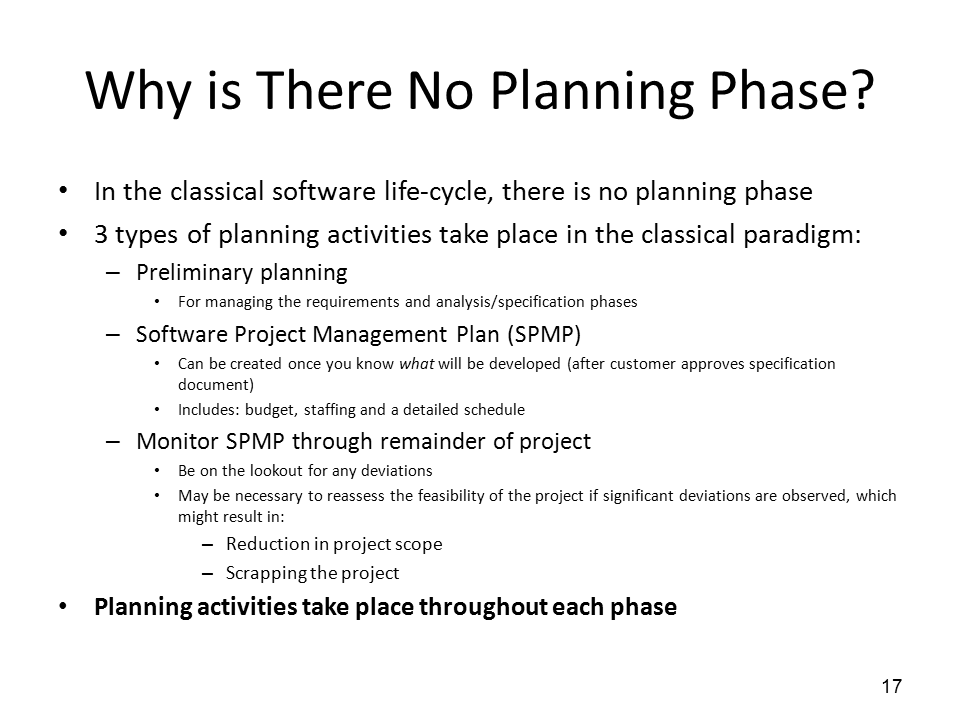 Why is There No Planning Phase?
• In the classical software life-cycle, there is no planning phase
• 3 types of planning activities take place in the classical paradigm:
– Preliminary planning
• For managing the requirements and analysis/specification phases
– Software Project Management Plan (SPMP)
• Can be created once you know what will be developed (after customer approves specification
document)
• Includes: budget, staffing and a detailed schedule
– Monitor SPMP through remainder of project
• Be on the lookout for any deviations
• May be necessary to reassess the feasibility of the project if significant deviations are observed, which
might result in:
– Reduction in project scope
– Scrapping the project
• Planning activities take place throughout each phase
17